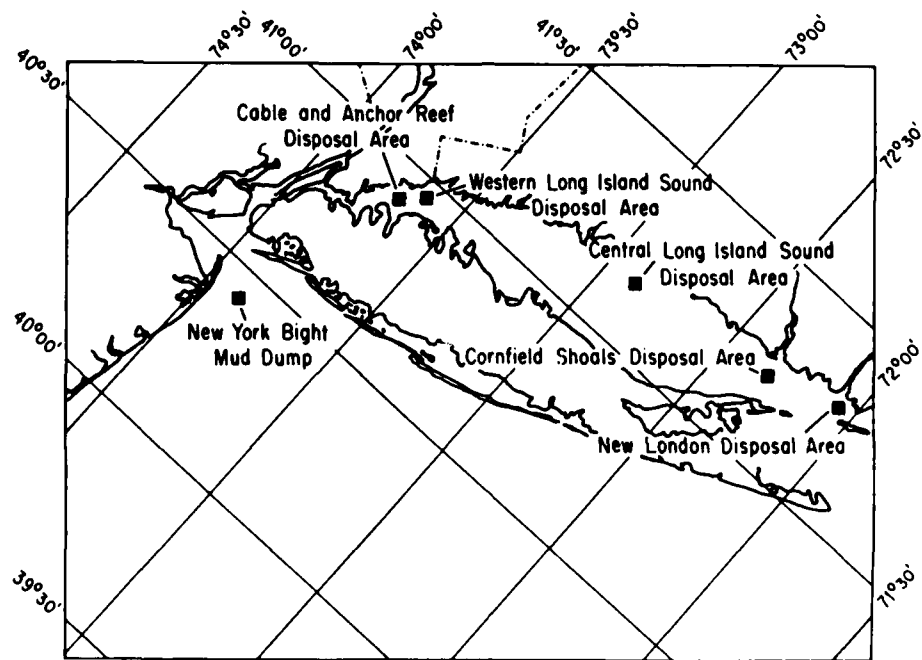 74°30'
41°00'
74°00'
41°30'
73°30'
73°00'
40°30'
72°30'
Cable and Anchor Reef
Disposal Area
Western Long Island Sound
Disposal Area
Central Long Island Sound
Disposal Area
40°00'
New York Bight
Mud Dump
Cornfield Shoals Disposal Area
72°00'
New London Disposal Area
39°30'
71°30'